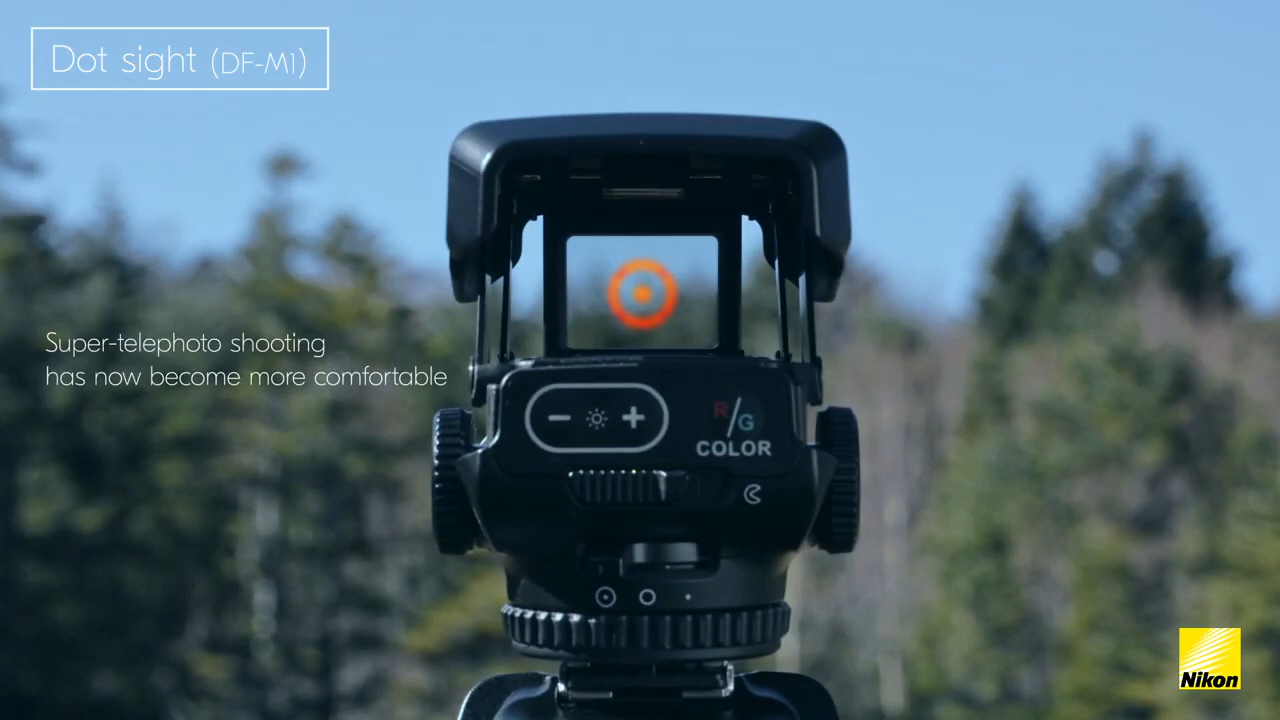 Dot sight (DF-M1)
Super-telephoto shooting
has now become more comfortable
− +
R/G
COLOR
Nikon